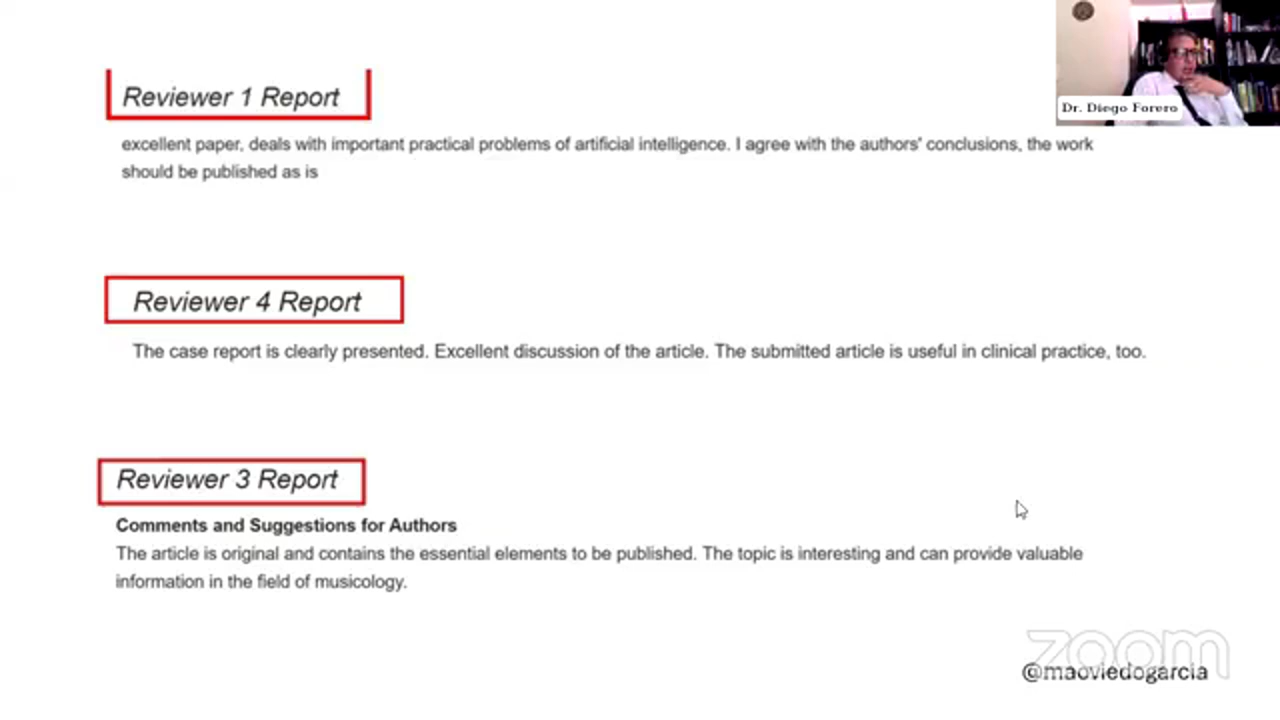 Dr. Diego Forero
Reviewer 1 Report
excellent paper, deals with important practical problems of artificial intelligence. I agree with the authors' conclusions, the work
should be published as is
Reviewer 4 Report
The case report is clearly presented. Excellent discussion of the article. The submitted article is useful in clinical practice, too.
Reviewer 3 Report
Comments and Suggestions for Authors
The article is original and contains the essential elements to be published. The topic is interesting and can provide valuable
information in the field of musicology.
zoom
@maoviedogarcia